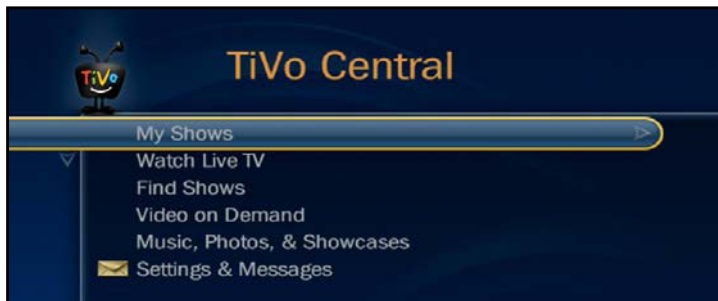 TiVo
TiVo Central
My Shows
Watch Live TV
Find Shows
Video on Demand
Music, Photos, & Showcases
Settings & Messages